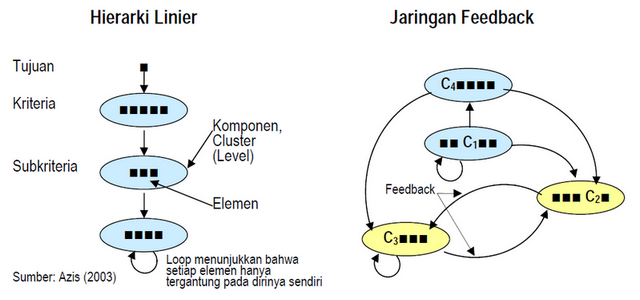 Hierarki Linier
Jaringan Feedback
Tujuan
Kriteria
Subkriteria
Komponen,
Cluster
(Level)
Elemen
Loop menunjukkan bahwa
setiap elemen hanya
tergantung pada dirinya sendiri
Sumber: Azis (2003)
C4
C1
Feedback
C2
C3